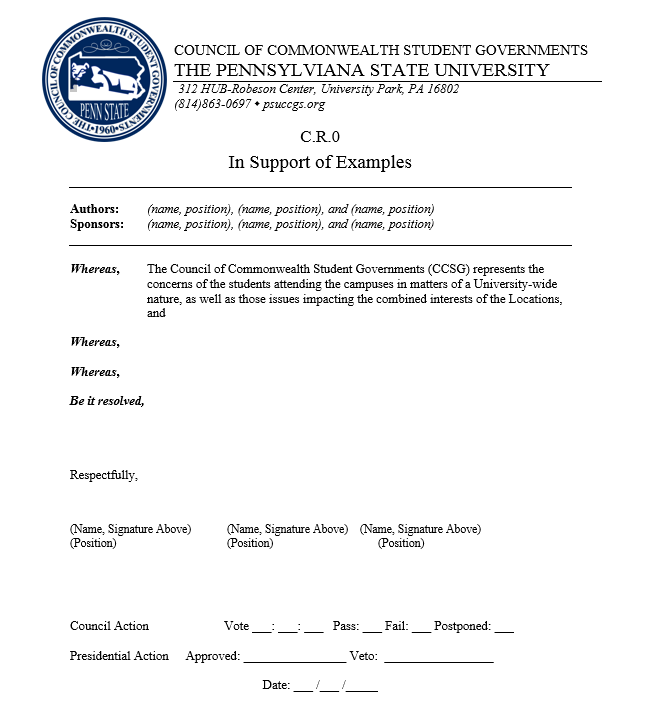 THE COUNCIL OF COMMONWEALTH STUDENT GOVERNMENTS
PENN STATE
•1960•
COUNCIL OF COMMONWEALTH STUDENT GOVERNMENTS
THE PENNSYLVIANA STATE UNIVERSITY
312 HUB-Robeson Center, University Park, PA 16802
(814)863-0697 • psuccgs.org
C.R.0
In Support of Examples
Authors: (name, position), (name, position), and (name, position)
Sponsors: (name, position), (name, position), and (name, position)
Whereas, The Council of Commonwealth Student Governments (CCSG) represents the
concerns of the students attending the campuses in matters of a University-wide
nature, as well as those issues impacting the combined interests of the Locations,
and
Whereas,
Whereas,
Be it resolved,
Respectfully,
(Name, Signature Above) (Name, Signature Above) (Name, Signature Above)
(Position) (Position) (Position)
Council Action Vote ___: ___: ___ Pass: ___ Fail: ___ Postponed: ___
Presidential Action Approved: ________________ Veto: _________________
Date: ___ /___ /_____